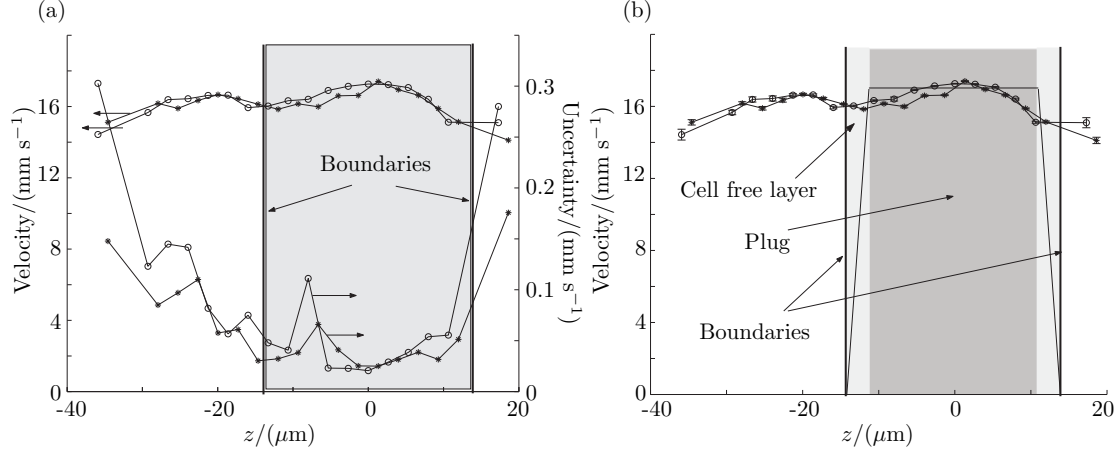 (a)
(b)
Velocity/(mm s⁻¹)
16
12
8
4
0
-40
-20
0
20
z/(μm)
0.3
0.2
0.1
0
Uncertainty/(mm s⁻¹)
Boundaries
Velocity/(mm s⁻¹)
16
12
8
4
0
-40
-20
0
20
z/(μm)
Cell free layer
Plug
Boundaries